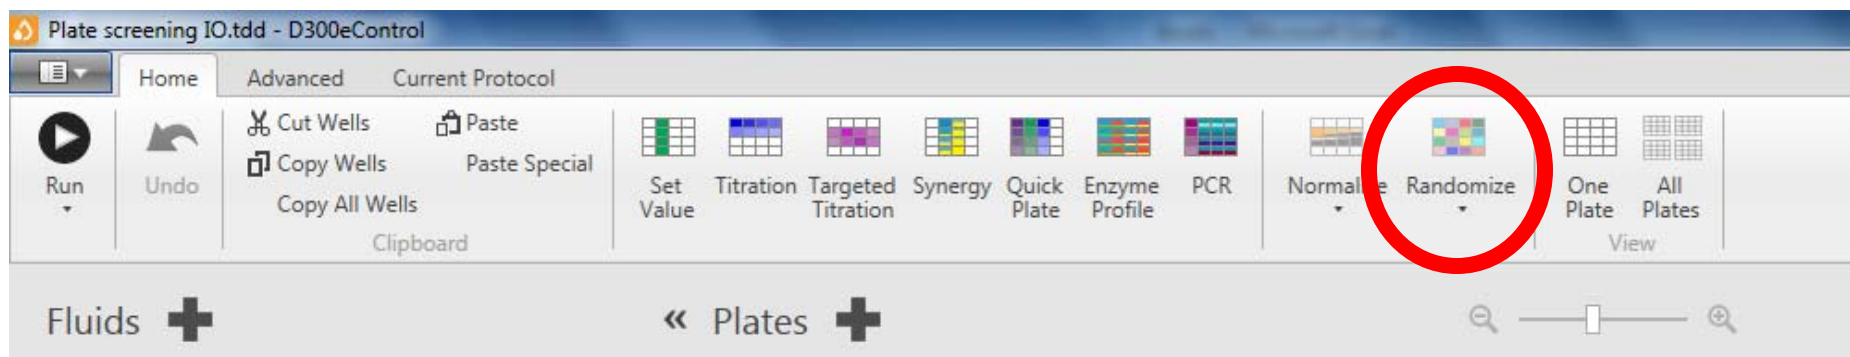 Plate screening IO.tdd - D300eControl
Home Advanced Current Protocol
Run
Undo
Cut Wells
Copy Wells
Copy All Wells
Paste
Paste Special
Clipboard
Set
Value
Titration
Targeted
Titration
Synergy
Quick
Plate
Enzyme
Profile
PCR
Normalize
Randomize
One
Plate
All
Plates
View
Fluids
« Plates